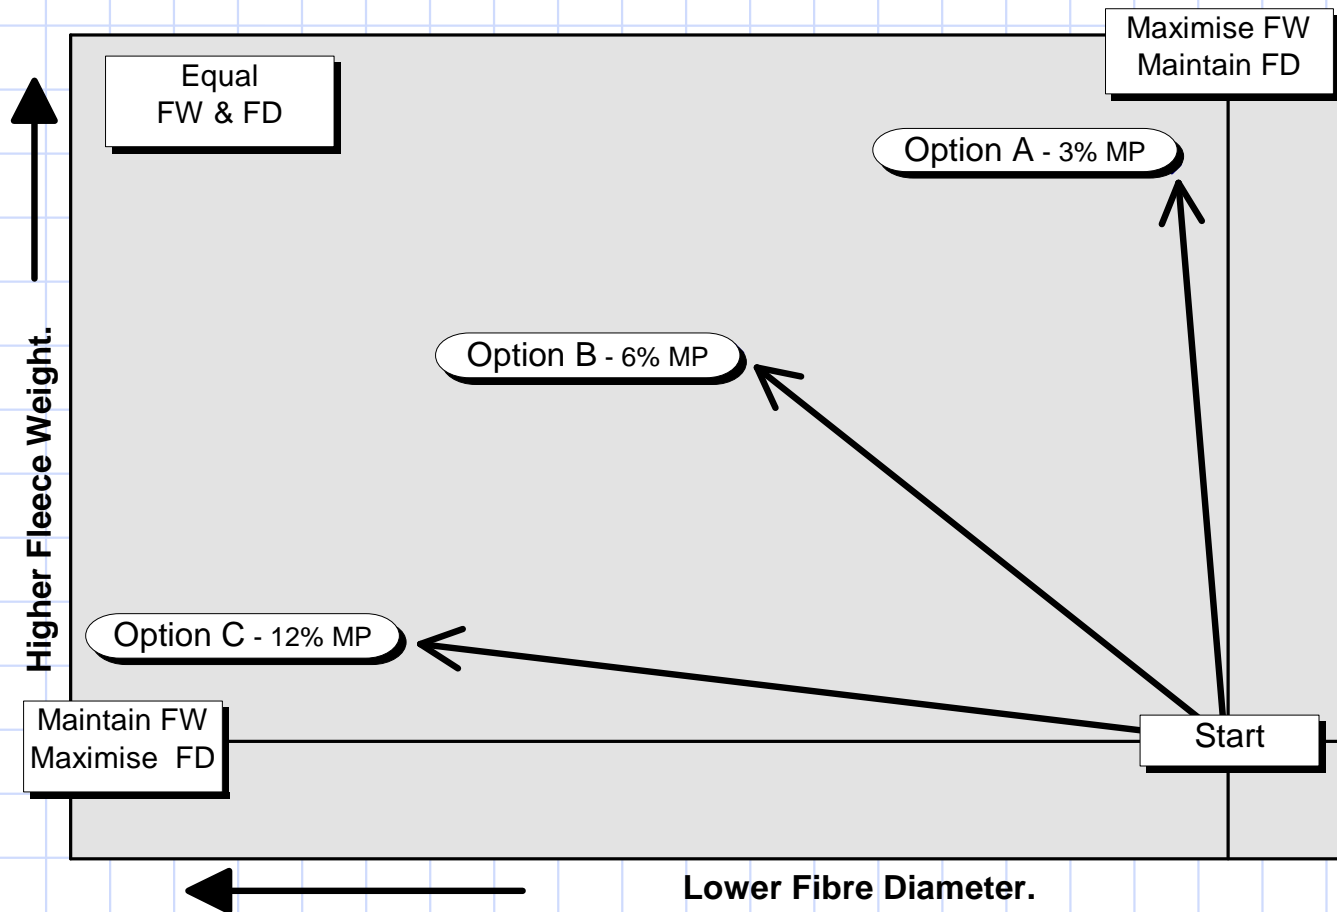 Maximise FW
Maintain FD
Equal
FW & FD
Option A - 3% MP
Option B - 6% MP
Higher Fleece Weight.
Option C - 12% MP
Maintain FW
Maximise FD
Start
Lower Fibre Diameter.